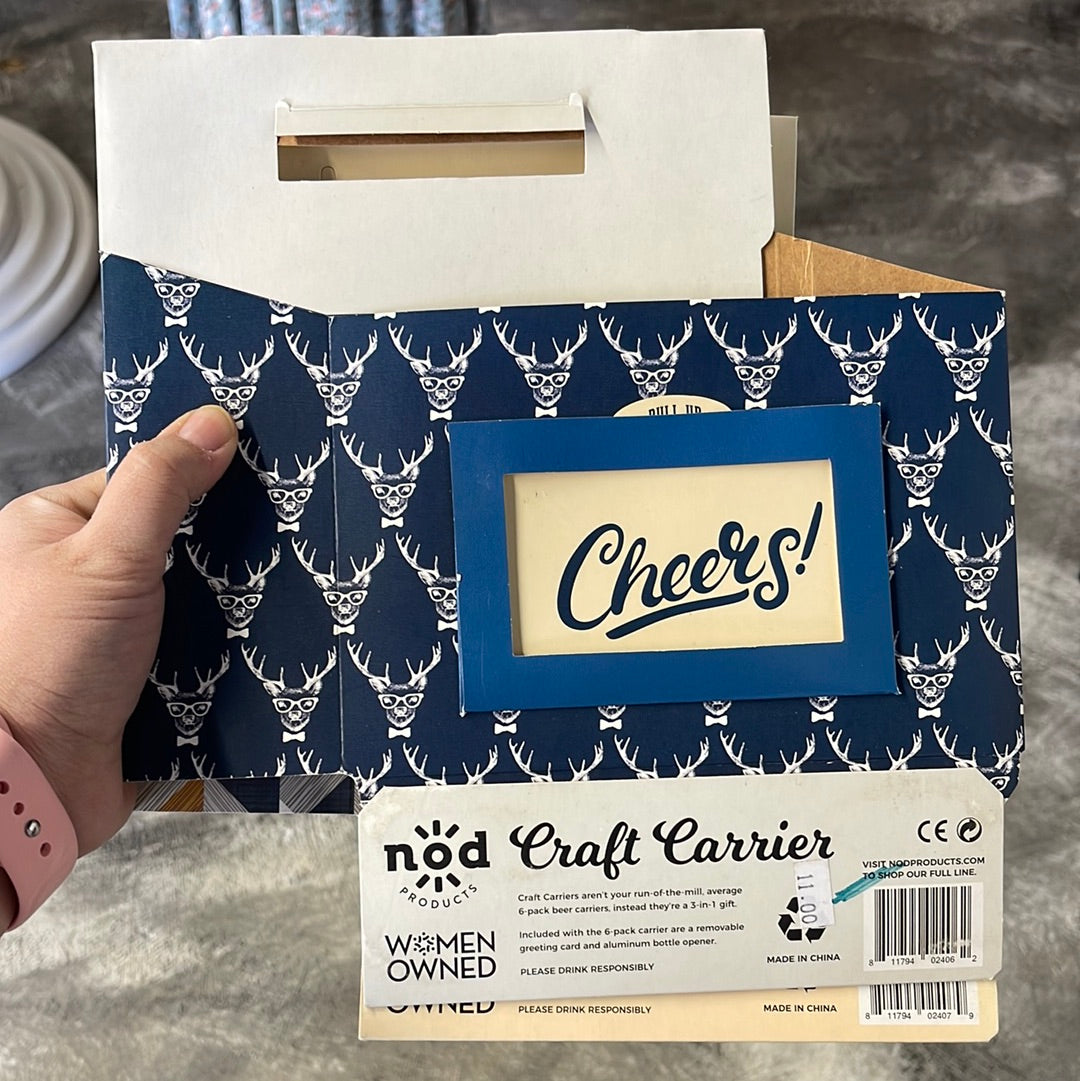 PULL UP
Cheers!
nod
PRODUCTS
Craft Carrier
CE
VISIT NODPRODUCTS.COM
TO SHOP OUR FULL LINE.
Craft Carriers aren't your run-of-the-mill, average
6-pack beer carriers, instead they're a 3-in-1 gift.
Included with the 6-pack carrier are a removable
greeting card and aluminum bottle opener.
PLEASE DRINK RESPONSIBLY
WOMEN
OWNED
11.00
MADE IN CHINA
8 11794 02406 2
OWNED
PLEASE DRINK RESPONSIBLY
MADE IN CHINA
8 11794 02407 9